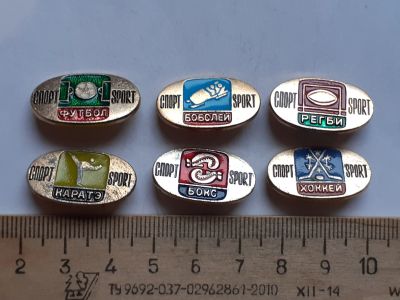 СПОРТ SPORT
ФУТБОЛ
СПОРТ SPORT
БОБСЛЕЙ
СПОРТ SPORT
РЕГБИ
СПОРТ SPORT
КАРАТЭ
СПОРТ SPORT
БОКС
СПОРТ SPORT
ХОККЕЙ
2 3 4 5 6 7 8 9 10
ТУ 9692-037-02962861-2010 XII-14